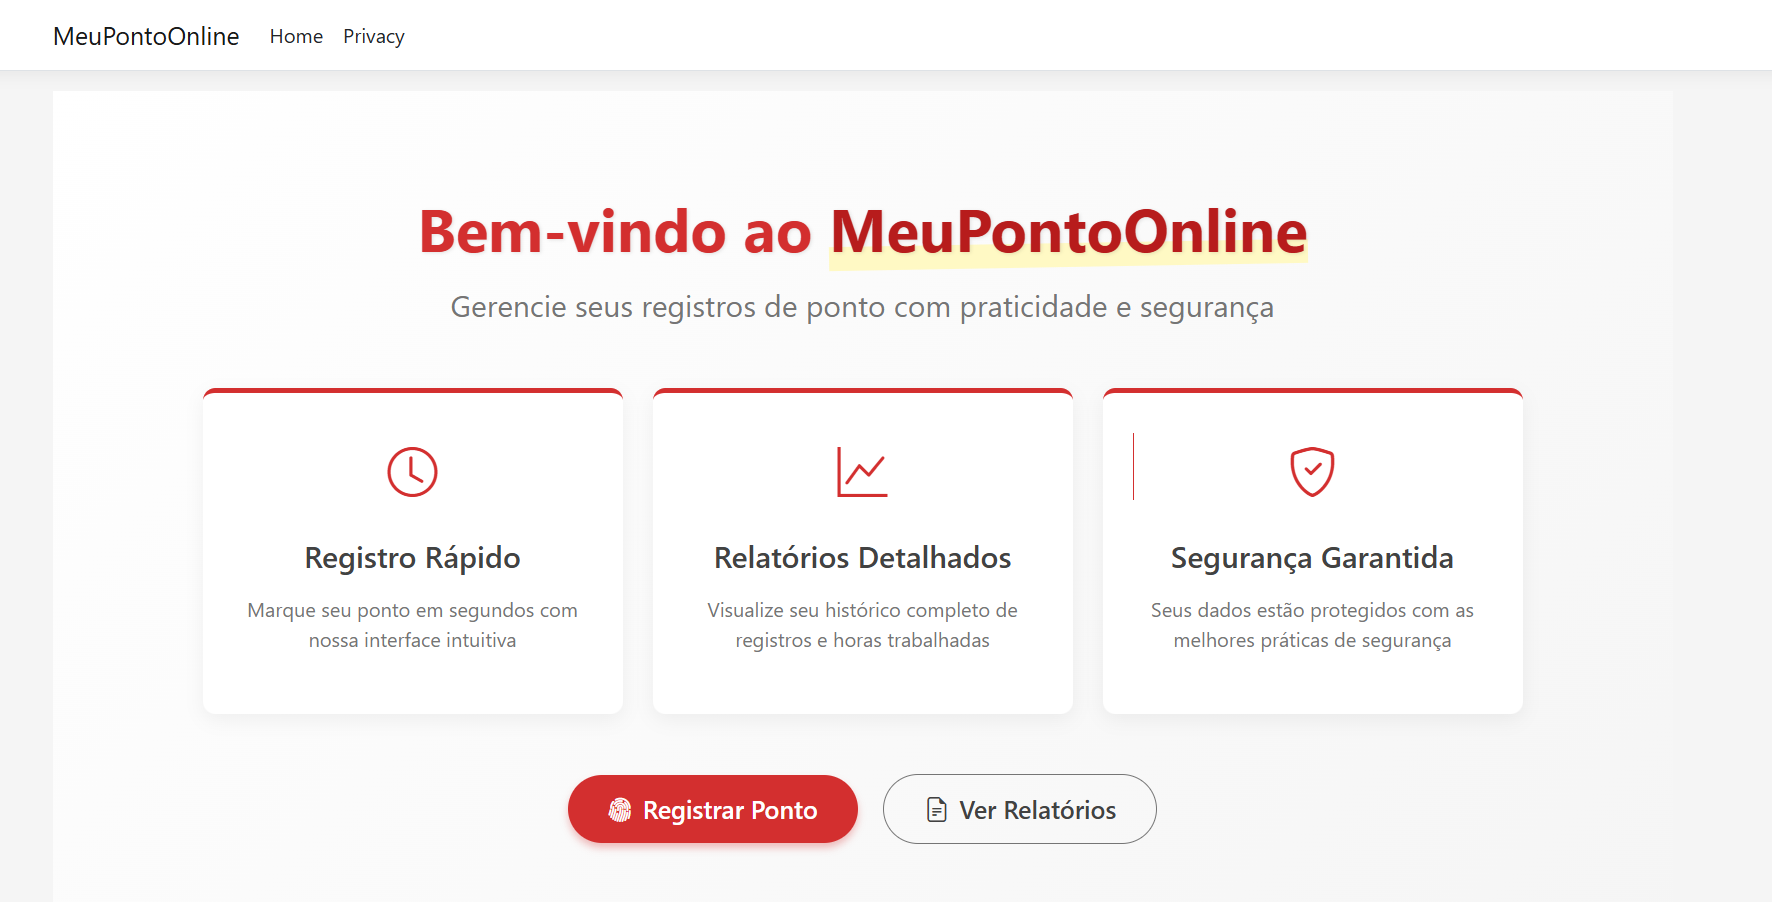 MeuPontoOnline Home Privacy
Bem-vindo ao MeuPontoOnline
Gerencie seus registros de ponto com praticidade e segurança
Registro Rápido
Marque seu ponto em segundos com
nossa interface intuitiva
Relatórios Detalhados
Visualize seu histórico completo de
registros e horas trabalhadas
Segurança Garantida
Seus dados estão protegidos com as
melhores práticas de segurança
Registrar Ponto
Ver Relatórios